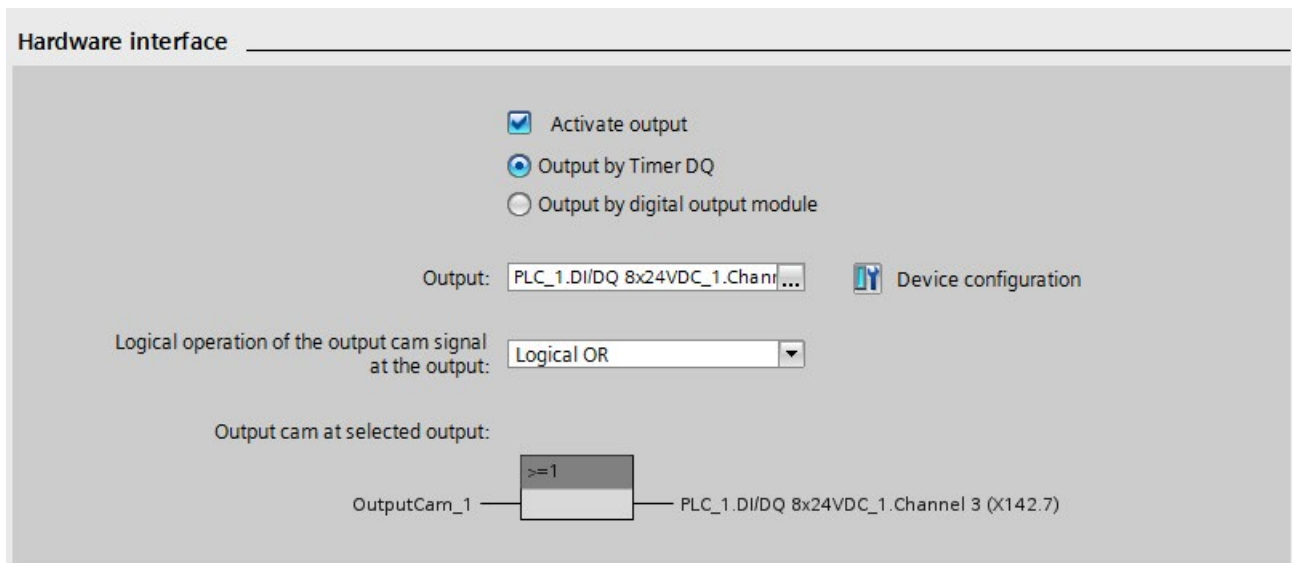 Hardware interface
Activate output
Output by Timer DQ
Output by digital output module
Output: PLC_1.DI/DQ 8x24VDC_1.Chann ... Device configuration
Logical operation of the output cam signal
at the output: Logical OR
Output cam at selected output:
>=1
OutputCam_1 PLC_1.DI/DQ 8x24VDC_1.Channel 3 (X142.7)